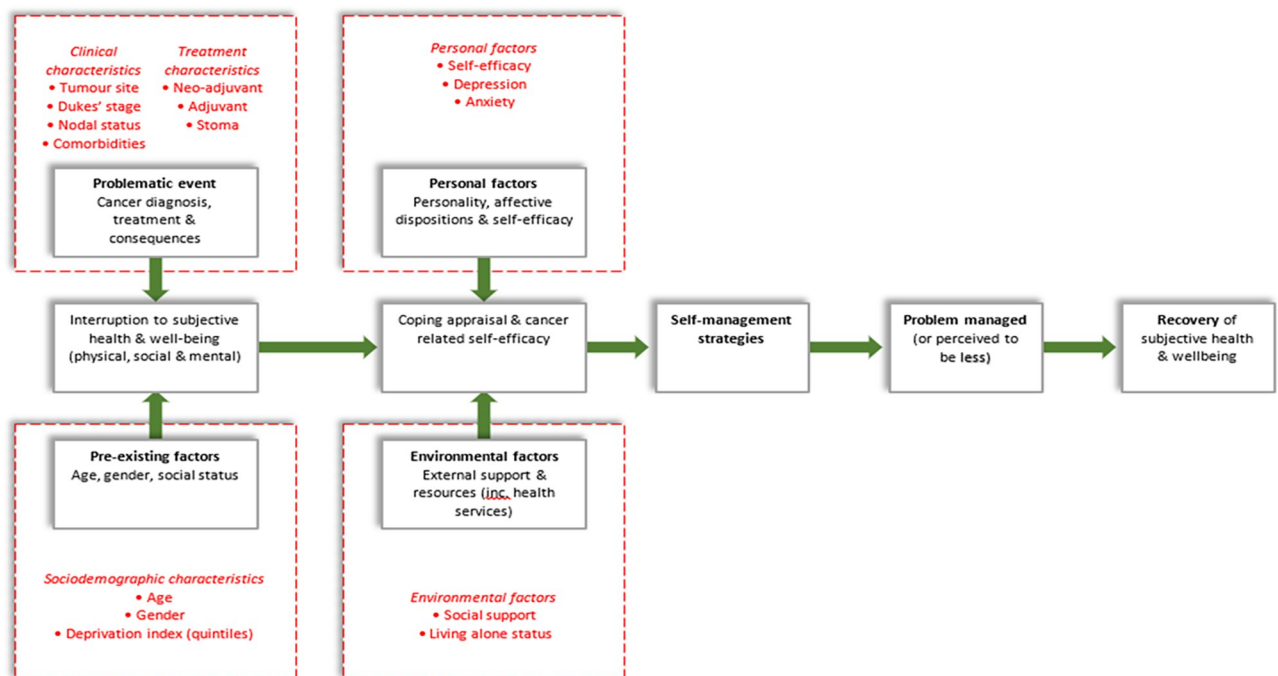 Clinical
characteristics
• Tumour site
• Dukes' stage
• Nodal status
• Comorbidities
Treatment
characteristics
• Neo-adjuvant
• Adjuvant
• Stoma
Problematic event
Cancer diagnosis,
treatment &
consequences
Personal factors
• Self-efficacy
• Depression
• Anxiety
Personal factors
Personality, affective
dispositions & self-efficacy
Interruption to subjective
health & well-being
(physical, social & mental)
Coping appraisal & cancer
related self-efficacy
Self-management
strategies
Problem managed
(or perceived to
be less)
Recovery of
subjective health
& wellbeing
Pre-existing factors
Age, gender, social status
Sociodemographic characteristics
• Age
• Gender
• Deprivation index (quintiles)
Environmental factors
External support &
resources (inc. health
services)
Environmental factors
• Social support
• Living alone status